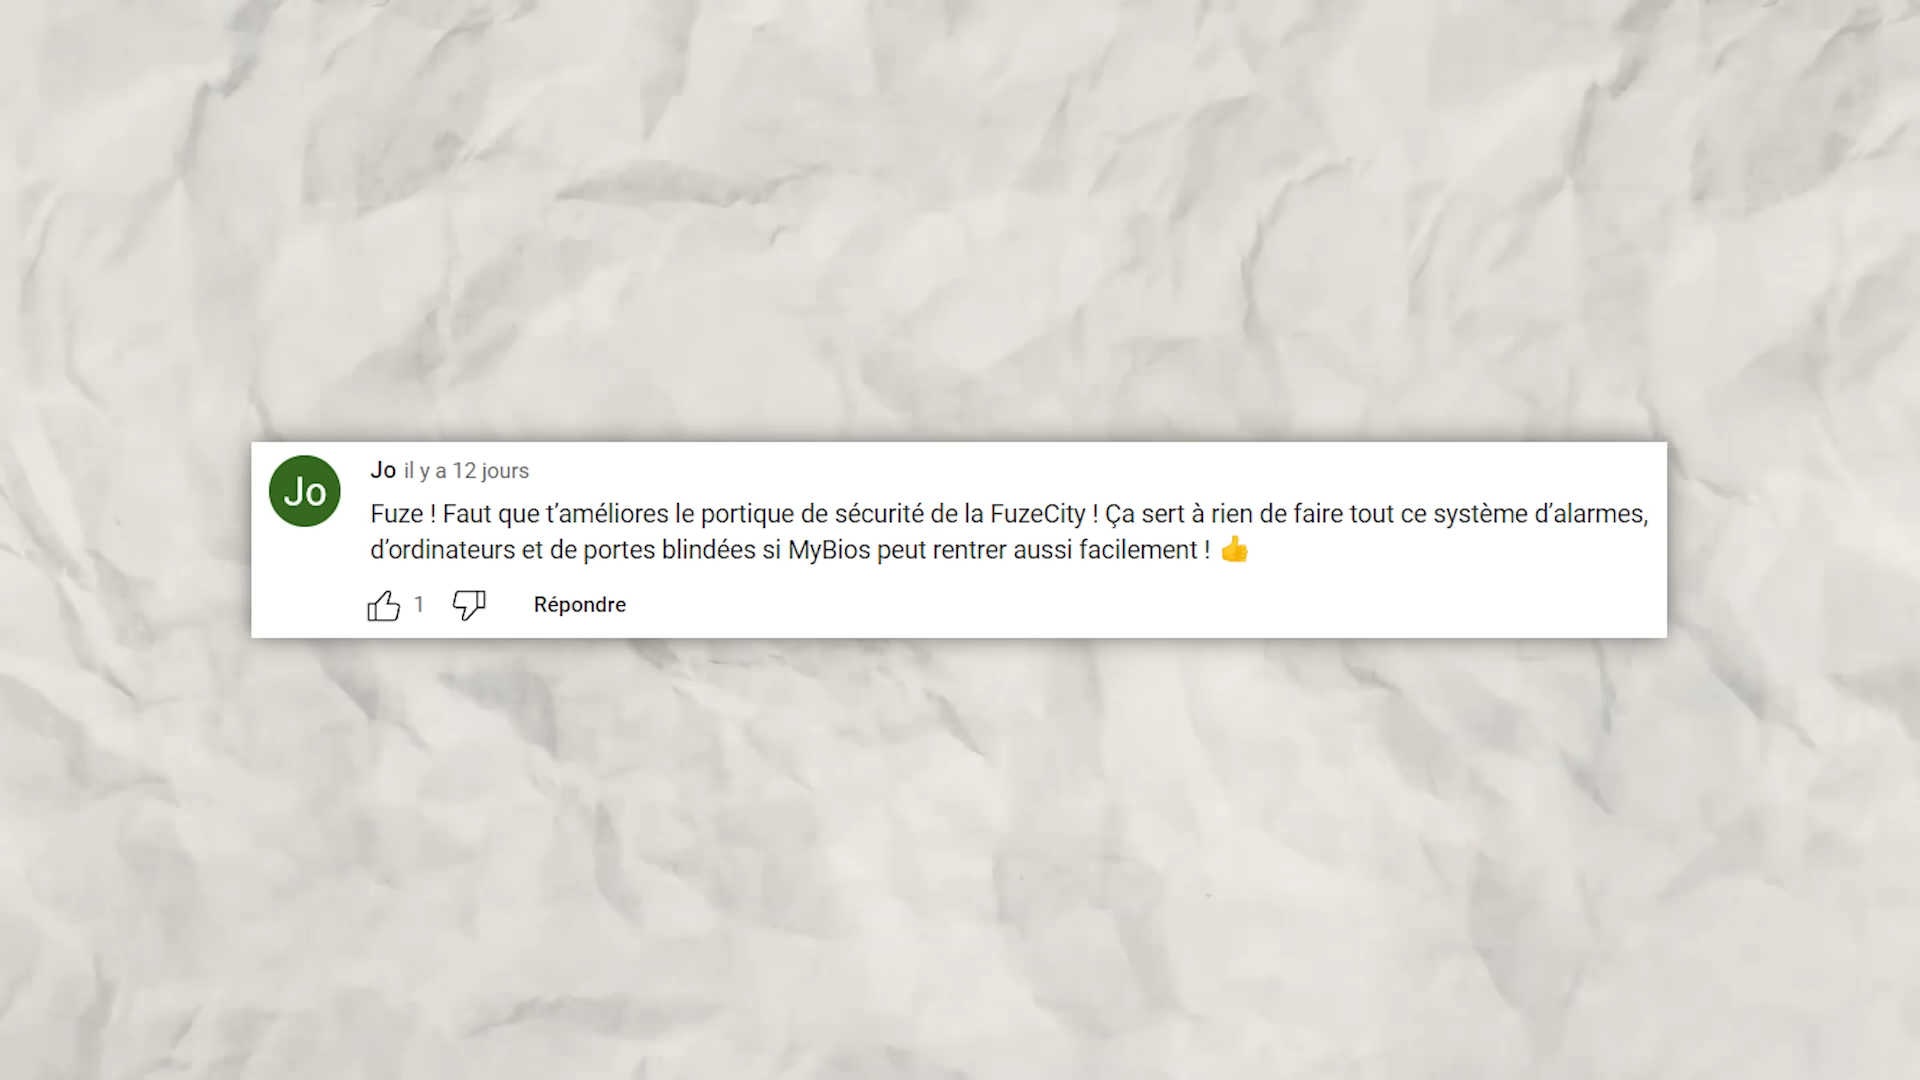 Jo
Jo il y a 12 jours
Fuze ! Faut que t’améliores le portique de sécurité de la FuzeCity ! Ça sert à rien de faire tout ce système d’alarmes,
d’ordinateurs et de portes blindées si MyBios peut rentrer aussi facilement ! 👍
1 Répondre